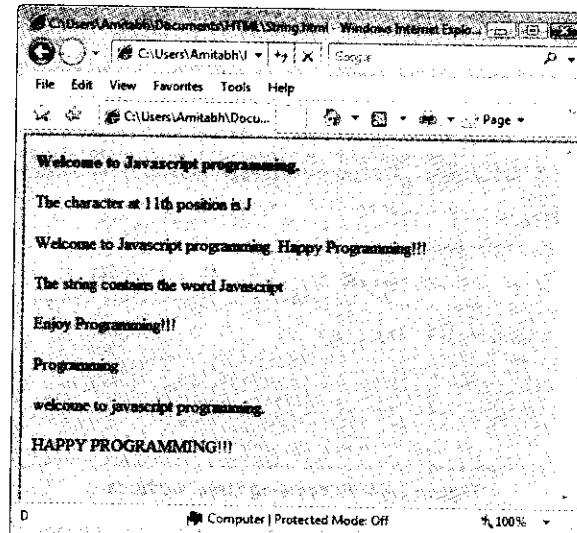 C:\Users\Amitabh\Documents\HTML\String.html - Windows Internet Explo...
C:\Users\Amitabh\
Google
File Edit View Favorites Tools Help
C:\Users\Amitabh\Docu...
Page
Welcome to Javascript programming.
The character at 11th position is J
Welcome to Javascript programming. Happy Programming!!!
The string contains the word Javascript
Enjoy Programming!!!
Programming
welcome to javascript programming.
HAPPY PROGRAMMING!!!
D
Computer | Protected Mode: Off
100%